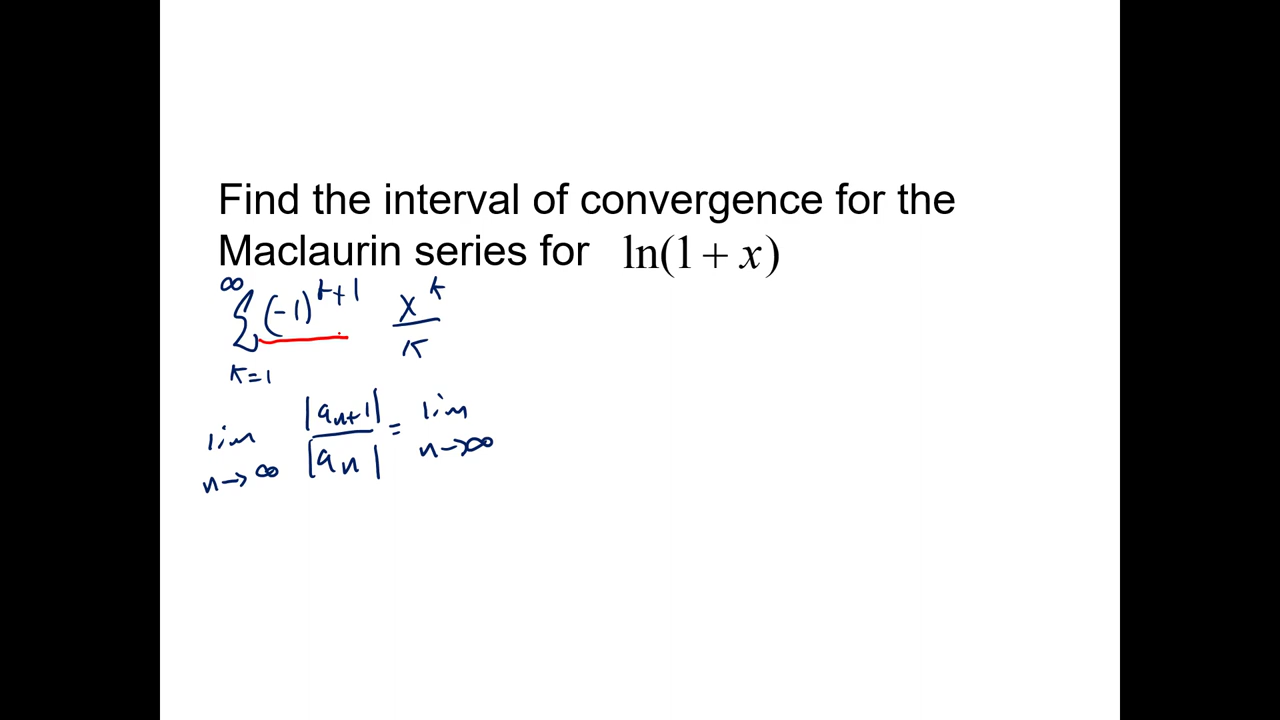 Find the interval of convergence for the
Maclaurin series for ln(1 + x)
∞
Σ (-1)^{k+1} x^k / k
k=1
lim n→∞ |a_{n+1}| / |a_n| = lim n→∞